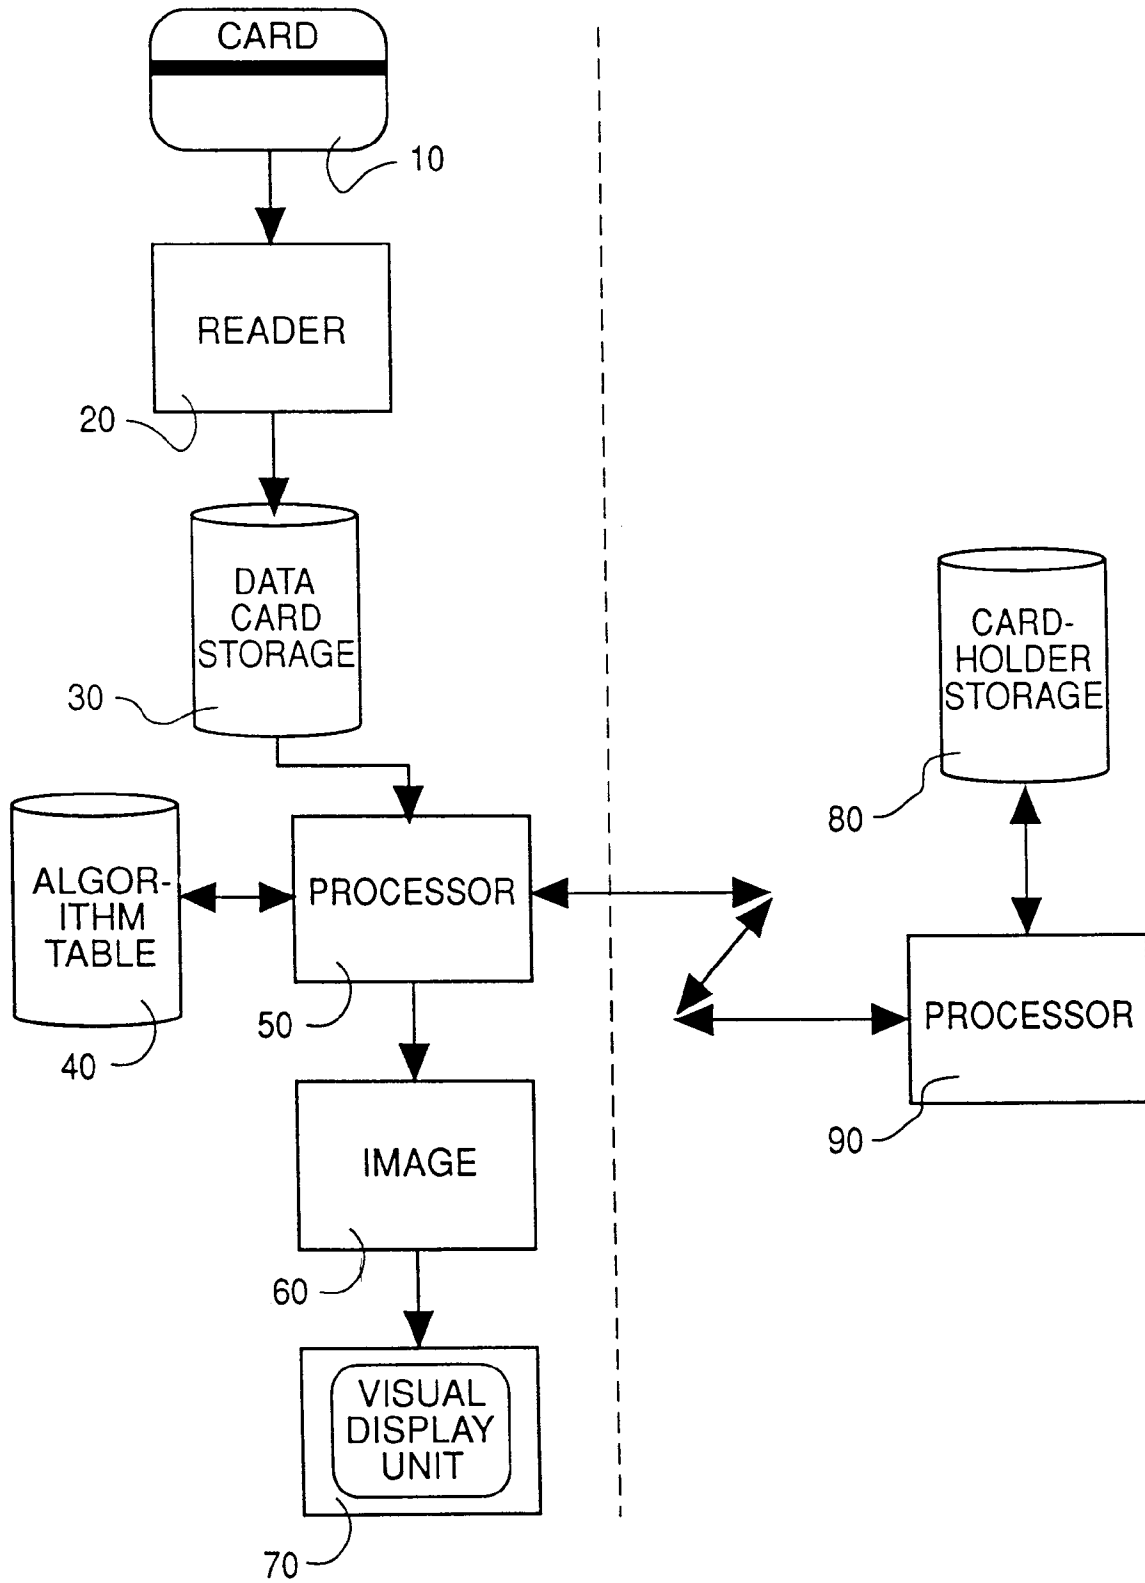 CARD
10
READER
20
DATA
CARD
STORAGE
30
CARD-
HOLDER
STORAGE
80
ALGOR-
ITHM
TABLE
40
PROCESSOR
50
PROCESSOR
90
IMAGE
60
VISUAL
DISPLAY
UNIT
70